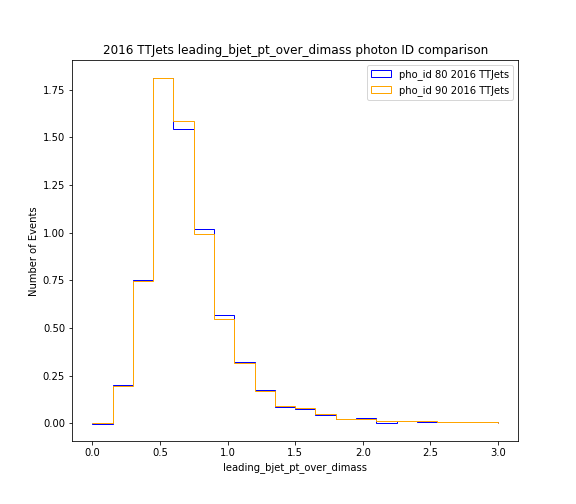 2016 TTJets leading_bjet_pt_over_dimass photon ID comparison
pho_id 80 2016 TTJets
pho_id 90 2016 TTJets
1.75
1.50
1.25
1.00
0.75
0.50
0.25
0.00
Number of Events
0.0 0.5 1.0 1.5 2.0 2.5 3.0
leading_bjet_pt_over_dimass